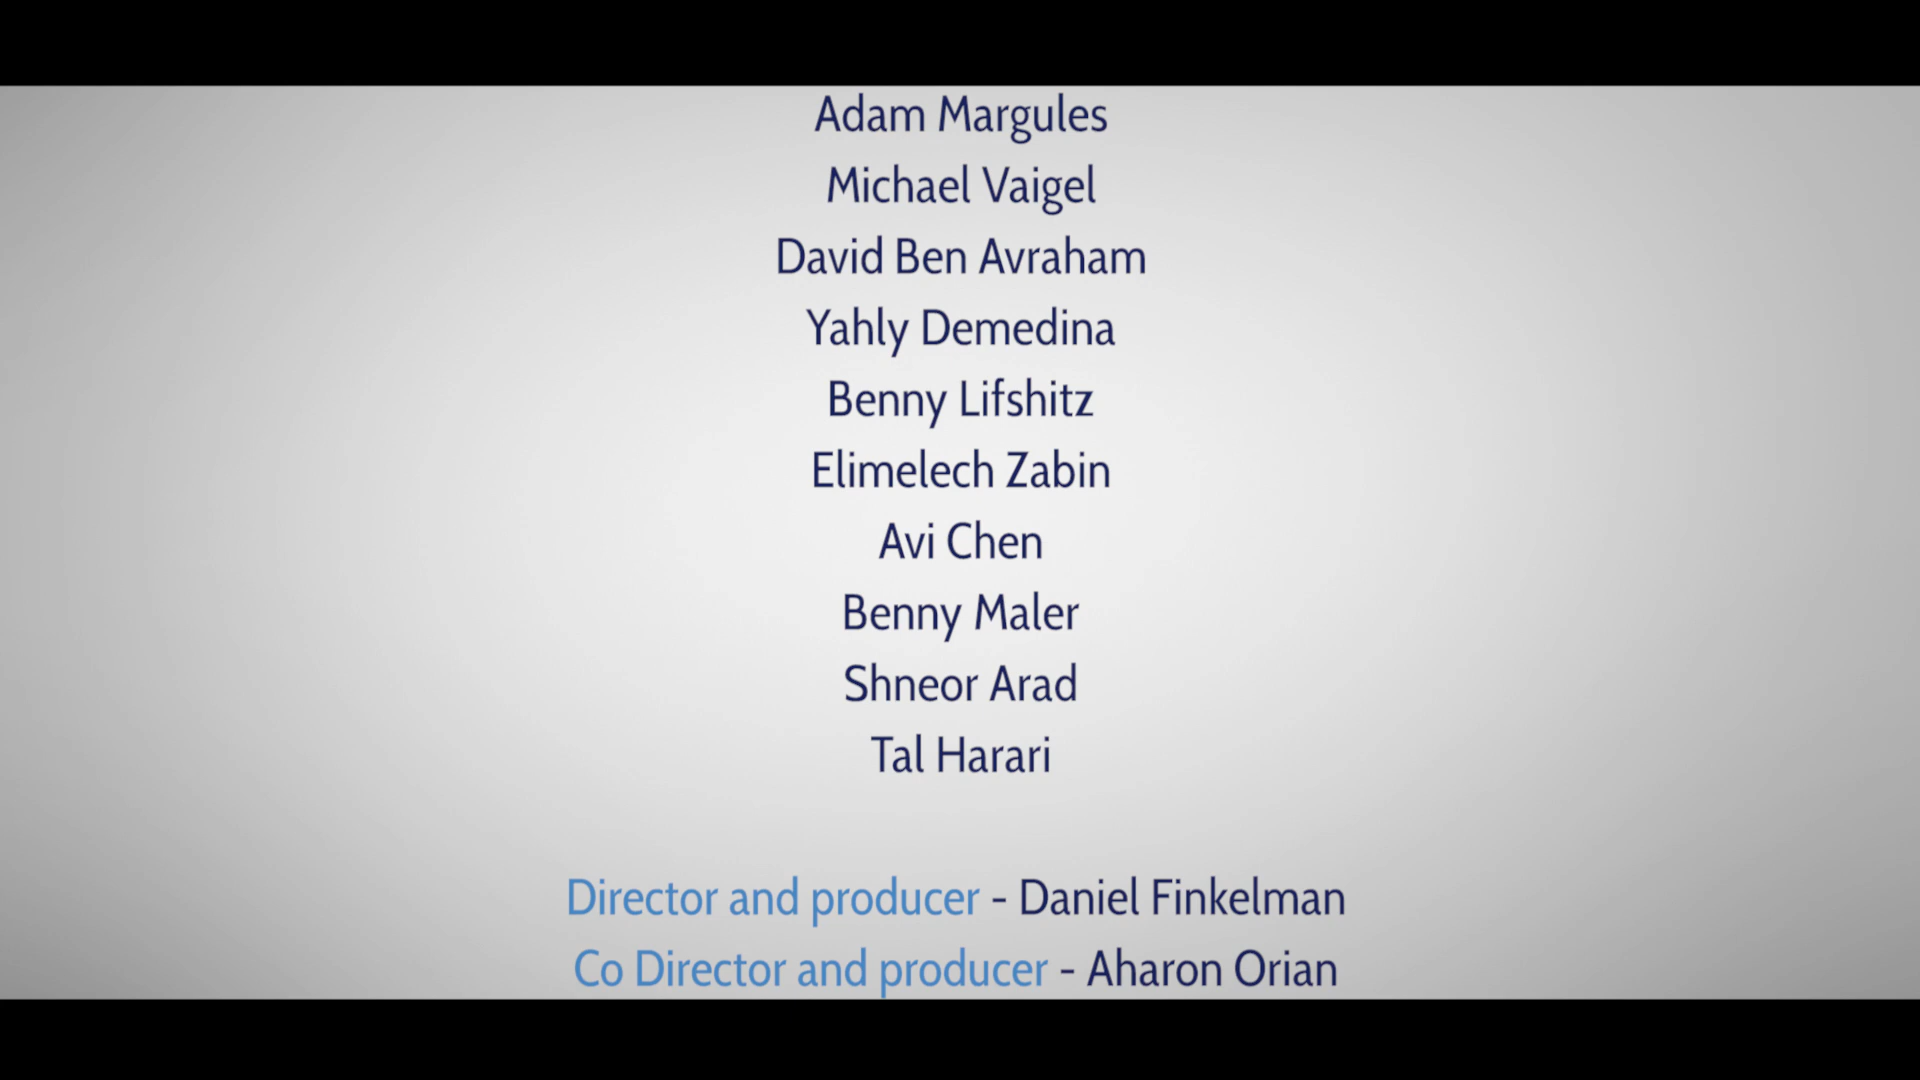 Adam Margules
Michael Vaigel
David Ben Avraham
Yahly Demedina
Benny Lifshitz
Elimelech Zabin
Avi Chen
Benny Maler
Shneor Arad
Tal Harari
Director and producer - Daniel Finkelman
Co Director and producer - Aharon Orian